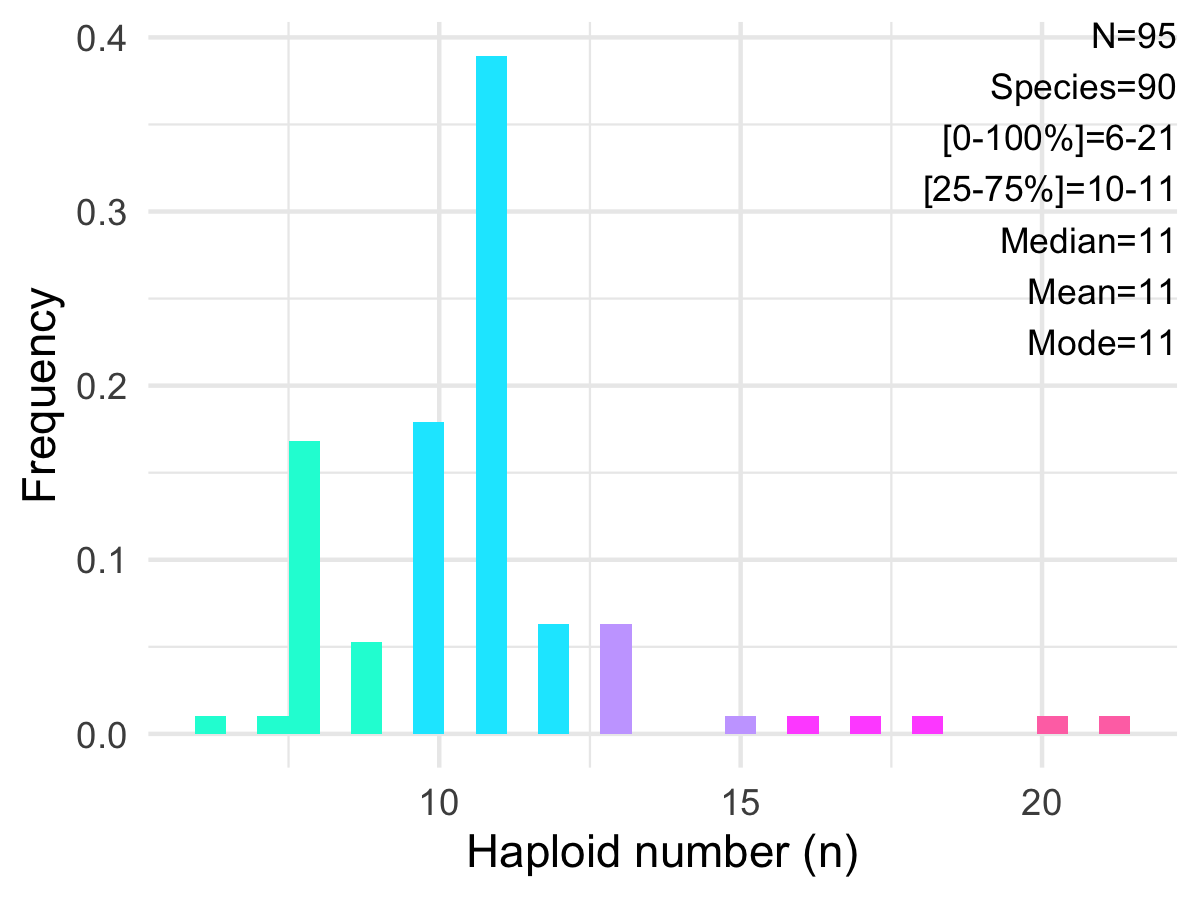 N=95
Species=90
[0-100%]=6-21
[25-75%]=10-11
Median=11
Mean=11
Mode=11
Frequency
0.4
0.3
0.2
0.1
0.0
10 15 20
Haploid number (n)